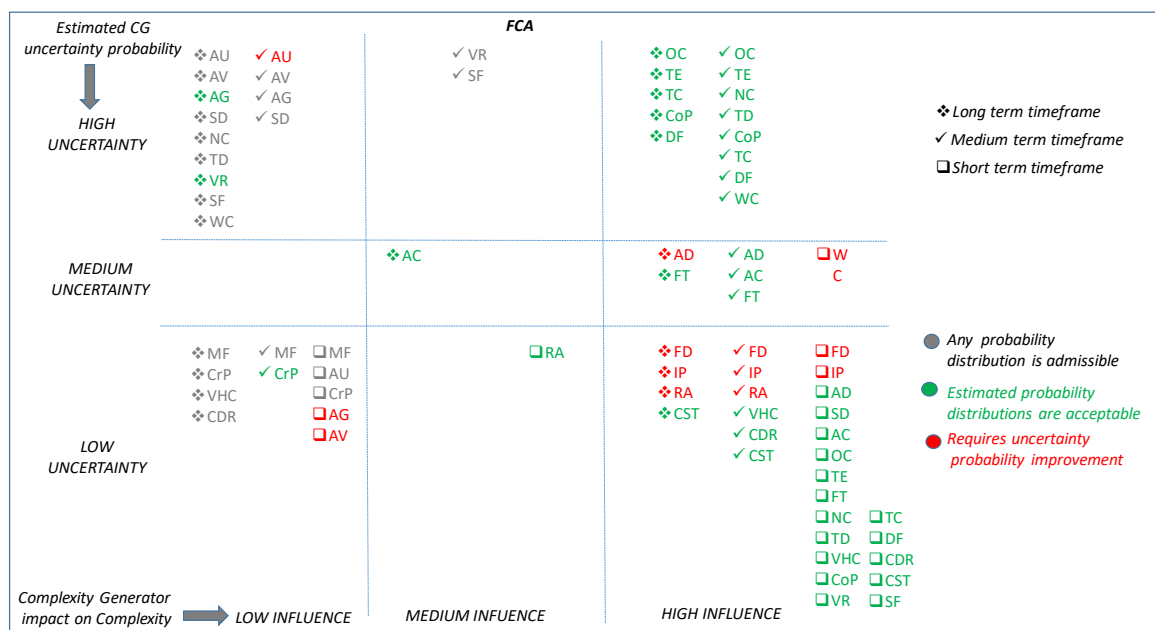 Estimated CG
uncertainty probability
FCA
HIGH
UNCERTAINTY
❖ AU
❖ AV
❖ AG
❖ SD
❖ NC
❖ TD
❖ VR
❖ SF
❖ WC
✓ AU
✓ AV
✓ AG
✓ SD
✓ VR
✓ SF
❖ OC
❖ TE
❖ TC
❖ CoP
❖ DF
✓ OC
✓ TE
✓ NC
✓ TD
✓ CoP
✓ TC
✓ DF
✓ WC
❖ Long term timeframe
✓ Medium term timeframe
❑ Short term timeframe
MEDIUM
UNCERTAINTY
❖ AC
❖ AD
❖ FT
✓ AD
✓ AC
✓ FT
❑ W
C
LOW
UNCERTAINTY
❖ MF
❖ CrP
❖ VHC
❖ CDR
✓ MF
✓ CrP
❑ MF
❑ AU
❑ CrP
❑ AG
❑ AV
❑ RA
❖ FD
❖ IP
❖ RA
❖ CST
✓ FD
✓ IP
✓ RA
✓ VHC
✓ CDR
✓ CST
❑ FD
❑ IP
❑ AD
❑ SD
❑ AC
❑ OC
❑ TE
❑ FT
❑ NC
❑ TD
❑ VHC
❑ CoP
❑ VR
❑ TC
❑ DF
❑ CDR
❑ CST
❑ SF
Any probability
distribution is admissible
Estimated probability
distributions are acceptable
Requires uncertainty
probability improvement
Complexity Generator
impact on Complexity
LOW INFLUENCE
MEDIUM INFUENCE
HIGH INFLUENCE